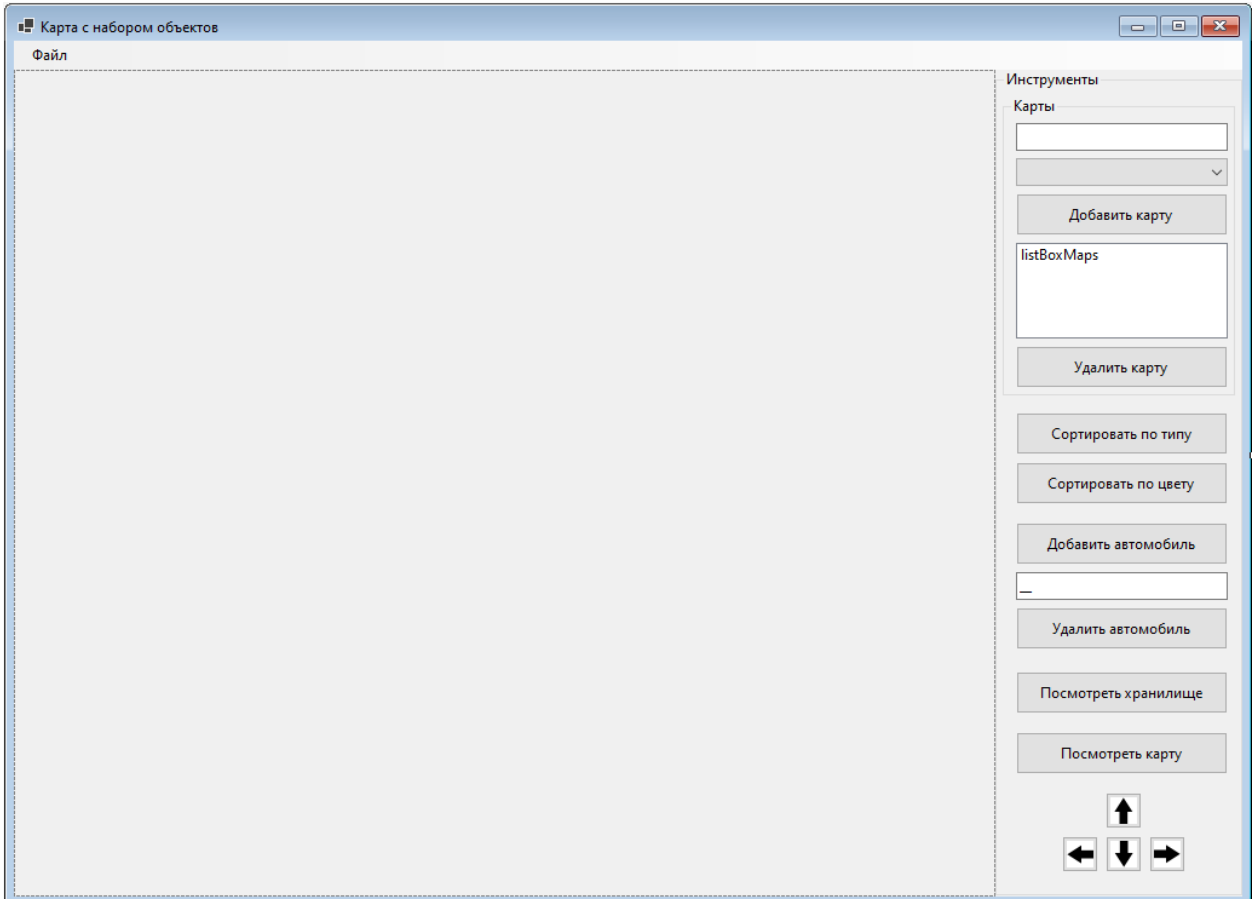 Карта с набором объектов
Файл
Инструменты
Карты
Добавить карту
listBoxMaps
Удалить карту
Сортировать по типу
Сортировать по цвету
Добавить автомобиль
__
Удалить автомобиль
Посмотреть хранилище
Посмотреть карту